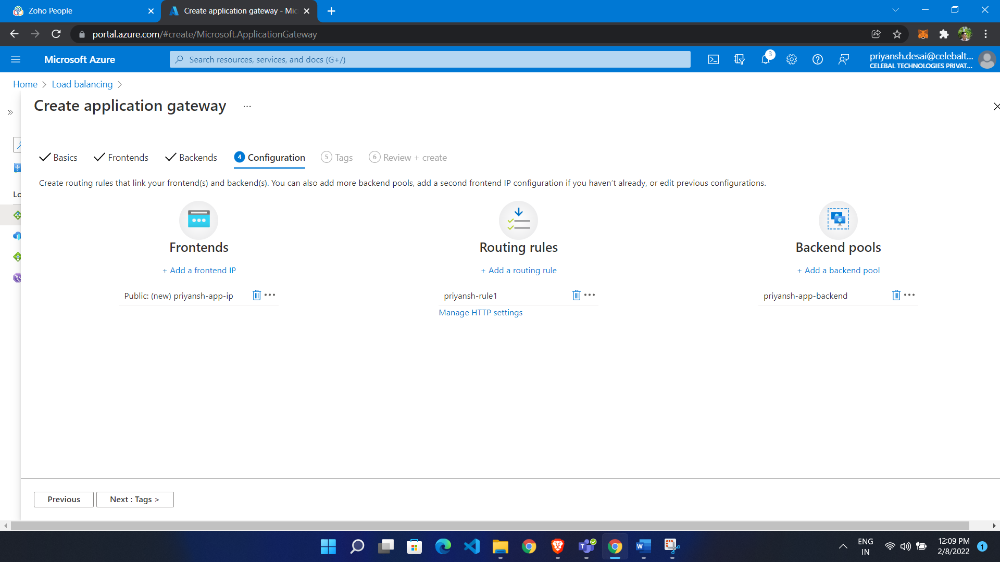 Zoho People
Create application gateway - Mic
portal.azure.com/#create/Microsoft.ApplicationGateway
Microsoft Azure
Search resources, services, and docs (G+/)
3
priyansh.desai@celebalt...
CELEBAL TECHNOLOGIES PRIVAT...
Home > Load balancing >
Create application gateway ...
Basics
Frontends
Backends
4 Configuration
5 Tags
6 Review + create
Lo
Create routing rules that link your frontend(s) and backend(s). You can also add more backend pools, add a second frontend IP configuration if you haven't already, or edit previous configurations.
Frontends
Routing rules
Backend pools
+ Add a frontend IP
+ Add a routing rule
+ Add a backend pool
Public: (new) priyansh-app-ip
priyansh-rule1
priyansh-app-backend
Manage HTTP settings
Previous
Next : Tags >
ENG
IN
12:09 PM
2/8/2022
1